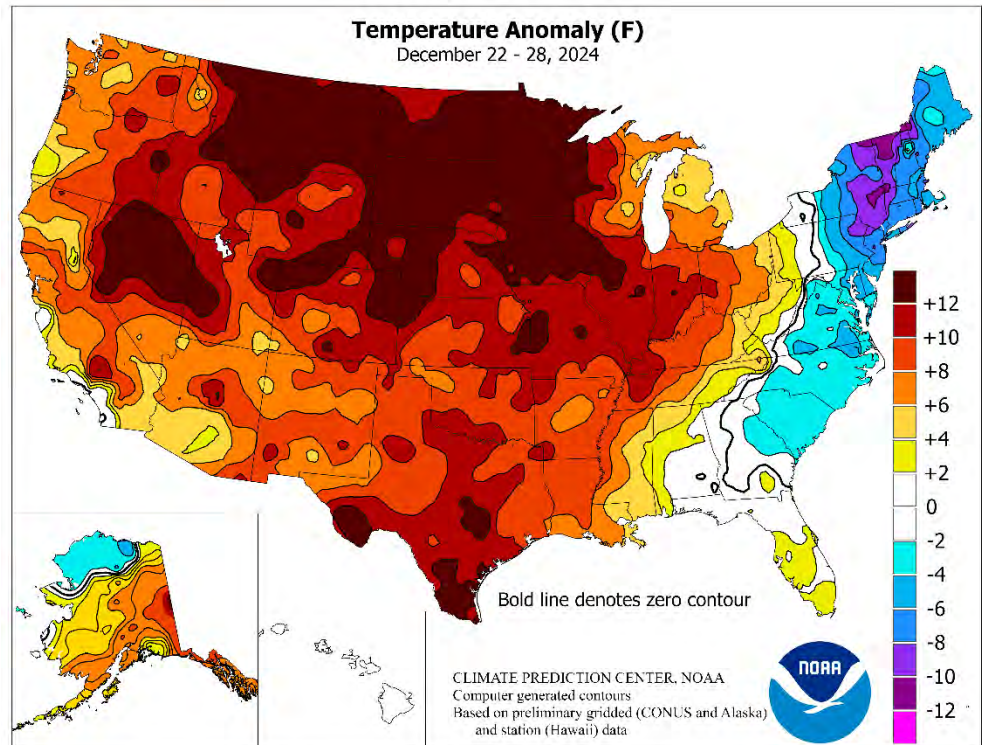 Temperature Anomaly (F)
December 22 - 28, 2024
+12
+10
+8
+6
+4
+2
0
-2
-4
-6
-8
-10
-12
Bold line denotes zero contour
CLIMATE PREDICTION CENTER, NOAA
Computer generated contours
Based on preliminary gridded (CONUS and Alaska)
and station (Hawaii) data
NOAA